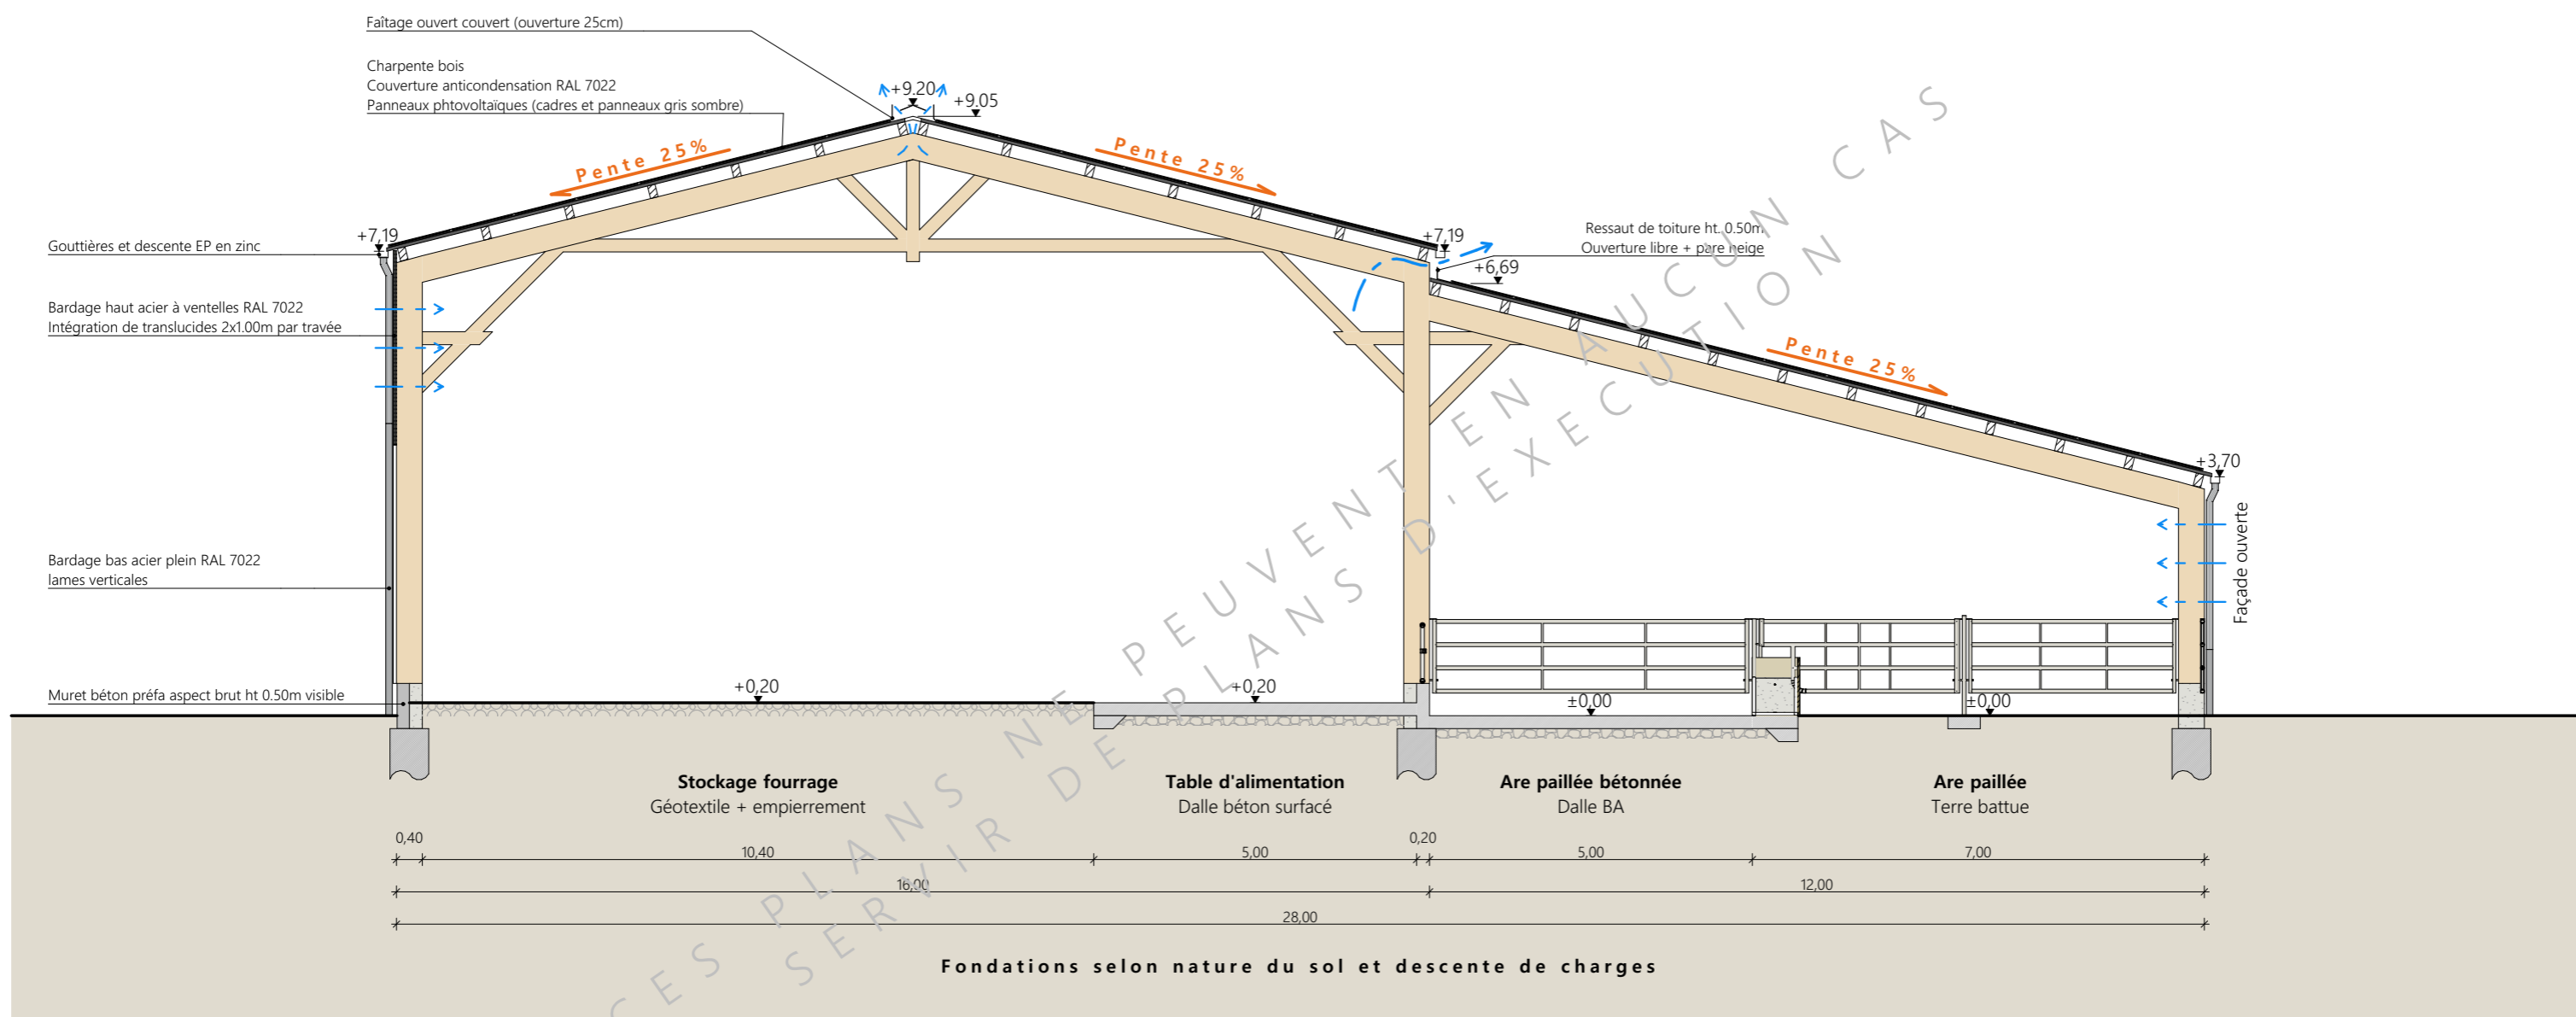 Faîtage ouvert couvert (ouverture 25cm)
Charpente bois
Couverture anticondensation RAL 7022
Panneaux phtovoltaïques (cadres et panneaux gris sombre)
+9.20
+9.05
Pente 25%
Pente 25%
Gouttières et descente EP en zinc
+7,19
+7,19
Ressaut de toiture ht. 0.50m
Ouverture libre + pare neige
+6,69
Bardage haut acier à ventelles RAL 7022
Intégration de translucides 2x1.00m par travée
Pente 25%
+3,70
Façade ouverte
Bardage bas acier plein RAL 7022
lames verticales
Muret béton préfa aspect brut ht 0.50m visible
+0,20
+0,20
±0,00
±0,00
Stockage fourrage
Géotextile + empierrement
Table d'alimentation
Dalle béton surfacé
Are paillée bétonnée
Dalle BA
Are paillée
Terre battue
0,40
10,40
5,00
0,20
5,00
7,00
16,00
12,00
28,00
Fondations selon nature du sol et descente de charges
CES PLANS NE PEUVENT EN AUCUN CAS
SERVIR DE PLANS D'EXECUTION